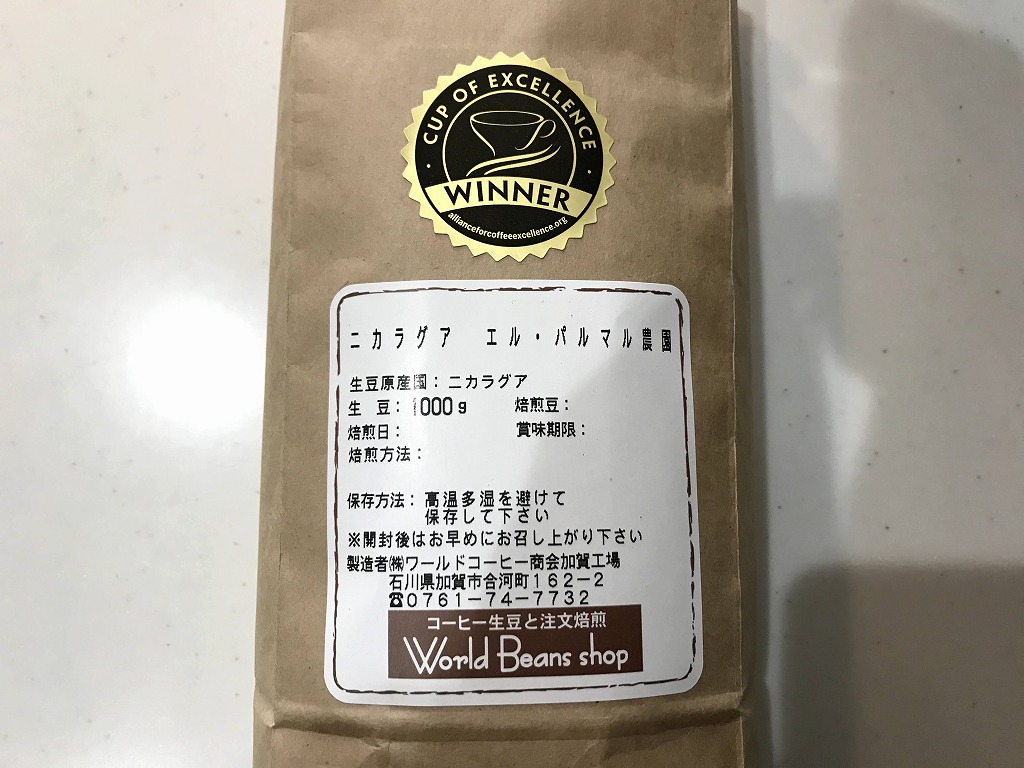 CUP OF EXCELLENCE
WINNER
allianceforcoffeeexcellence.org
ニカラグア エル・パルマル農園
生豆原産国：ニカラグア
生 豆：1000g 焙煎豆：
焙煎日： 賞味期限：
焙煎方法：
保存方法：高温多湿を避けて
保存して下さい
※開封後はお早めにお召し上がり下さい
製造者㈱ワールドコーヒー商会加賀工場
石川県加賀市合河町162-2
☎0761-74-7732
コーヒー生豆と注文焙煎
World Beans shop